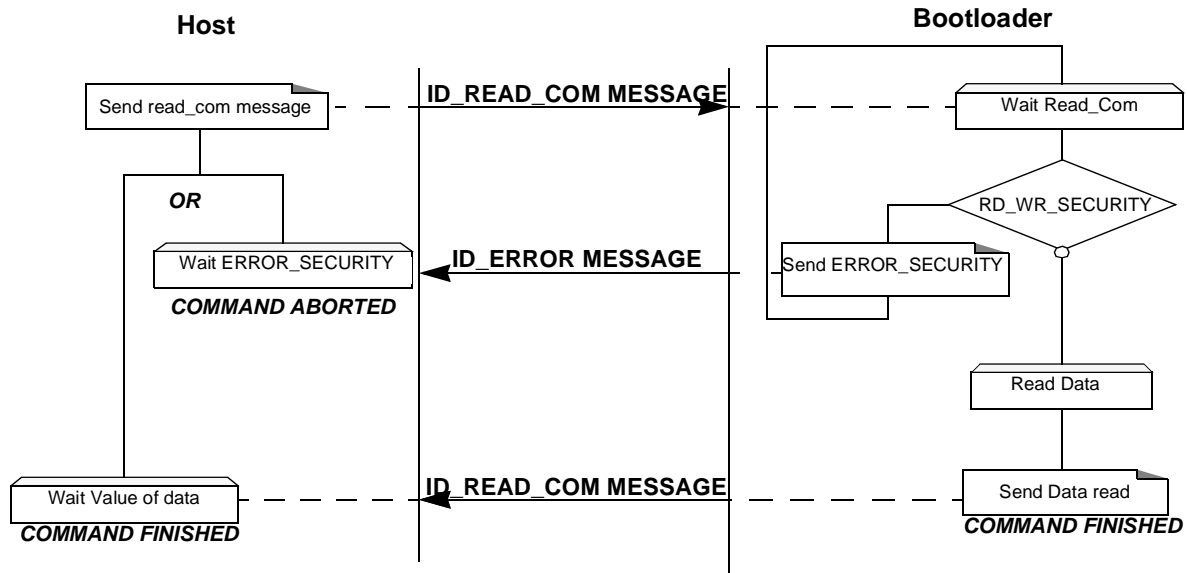 Host
Bootloader
Send read_com message
ID_READ_COM MESSAGE
Wait Read_Com
OR
RD_WR_SECURITY
Wait ERROR_SECURITY
ID_ERROR MESSAGE
Send ERROR_SECURITY
COMMAND ABORTED
Read Data
Wait Value of data
ID_READ_COM MESSAGE
Send Data read
COMMAND FINISHED
COMMAND FINISHED